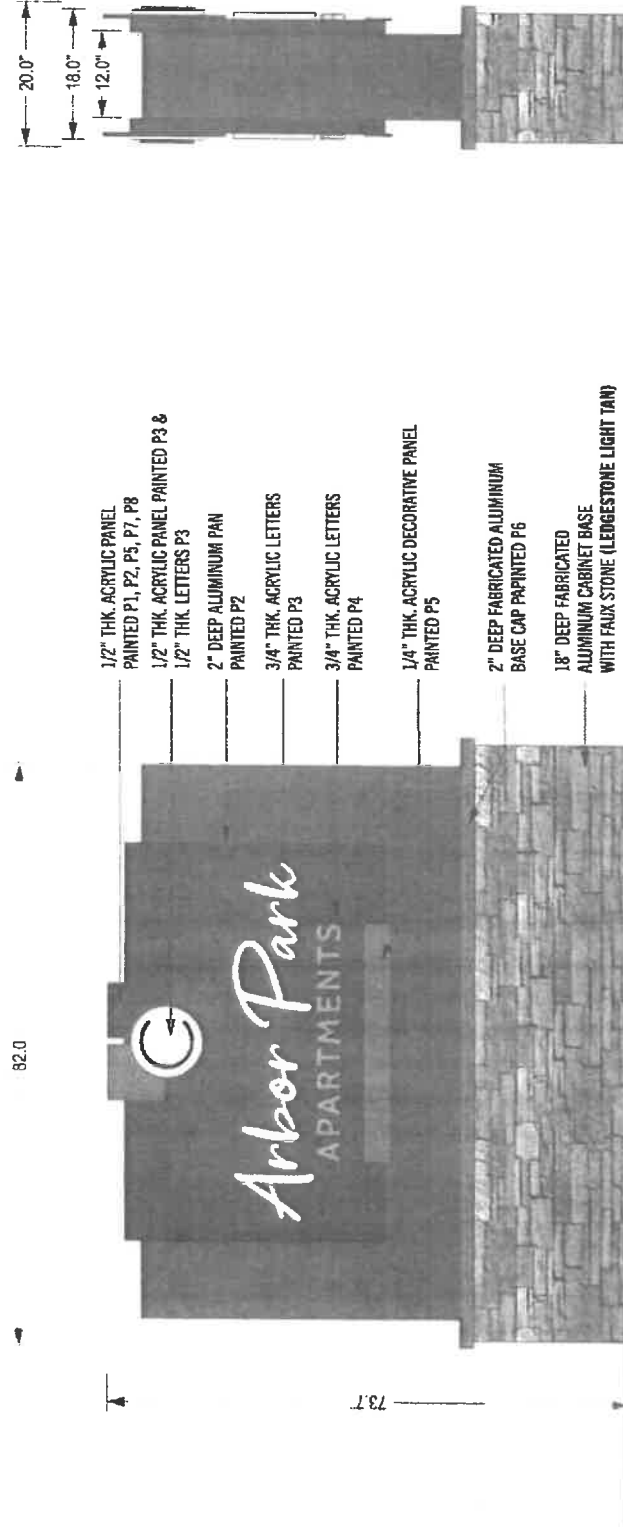 82.0
73.7"
Arbor Park
APARTMENTS
1/2" THK. ACRYLIC PANEL
PAINTED P1, P2, P5, P7, P8
1/2" THK. ACRYLIC PANEL PAINTED P3 &
1/2" THK. LETTERS P3
2" DEEP ALUMINUM PAN
PAINTED P2
3/4" THK. ACRYLIC LETTERS
PAINTED P3
3/4" THK. ACRYLIC LETTERS
PAINTED P4
1/4" THK. ACRYLIC DECORATIVE PANEL
PAINTED P5
2" DEEP FABRICATED ALUMINUM
BASE CAP PAPINTED P6
18" DEEP FABRICATED
ALUMINUM CABINET BASE
WITH FAUX STONE (LEDGESTONE LIGHT TAN)
20.0"
18.0"
12.0"